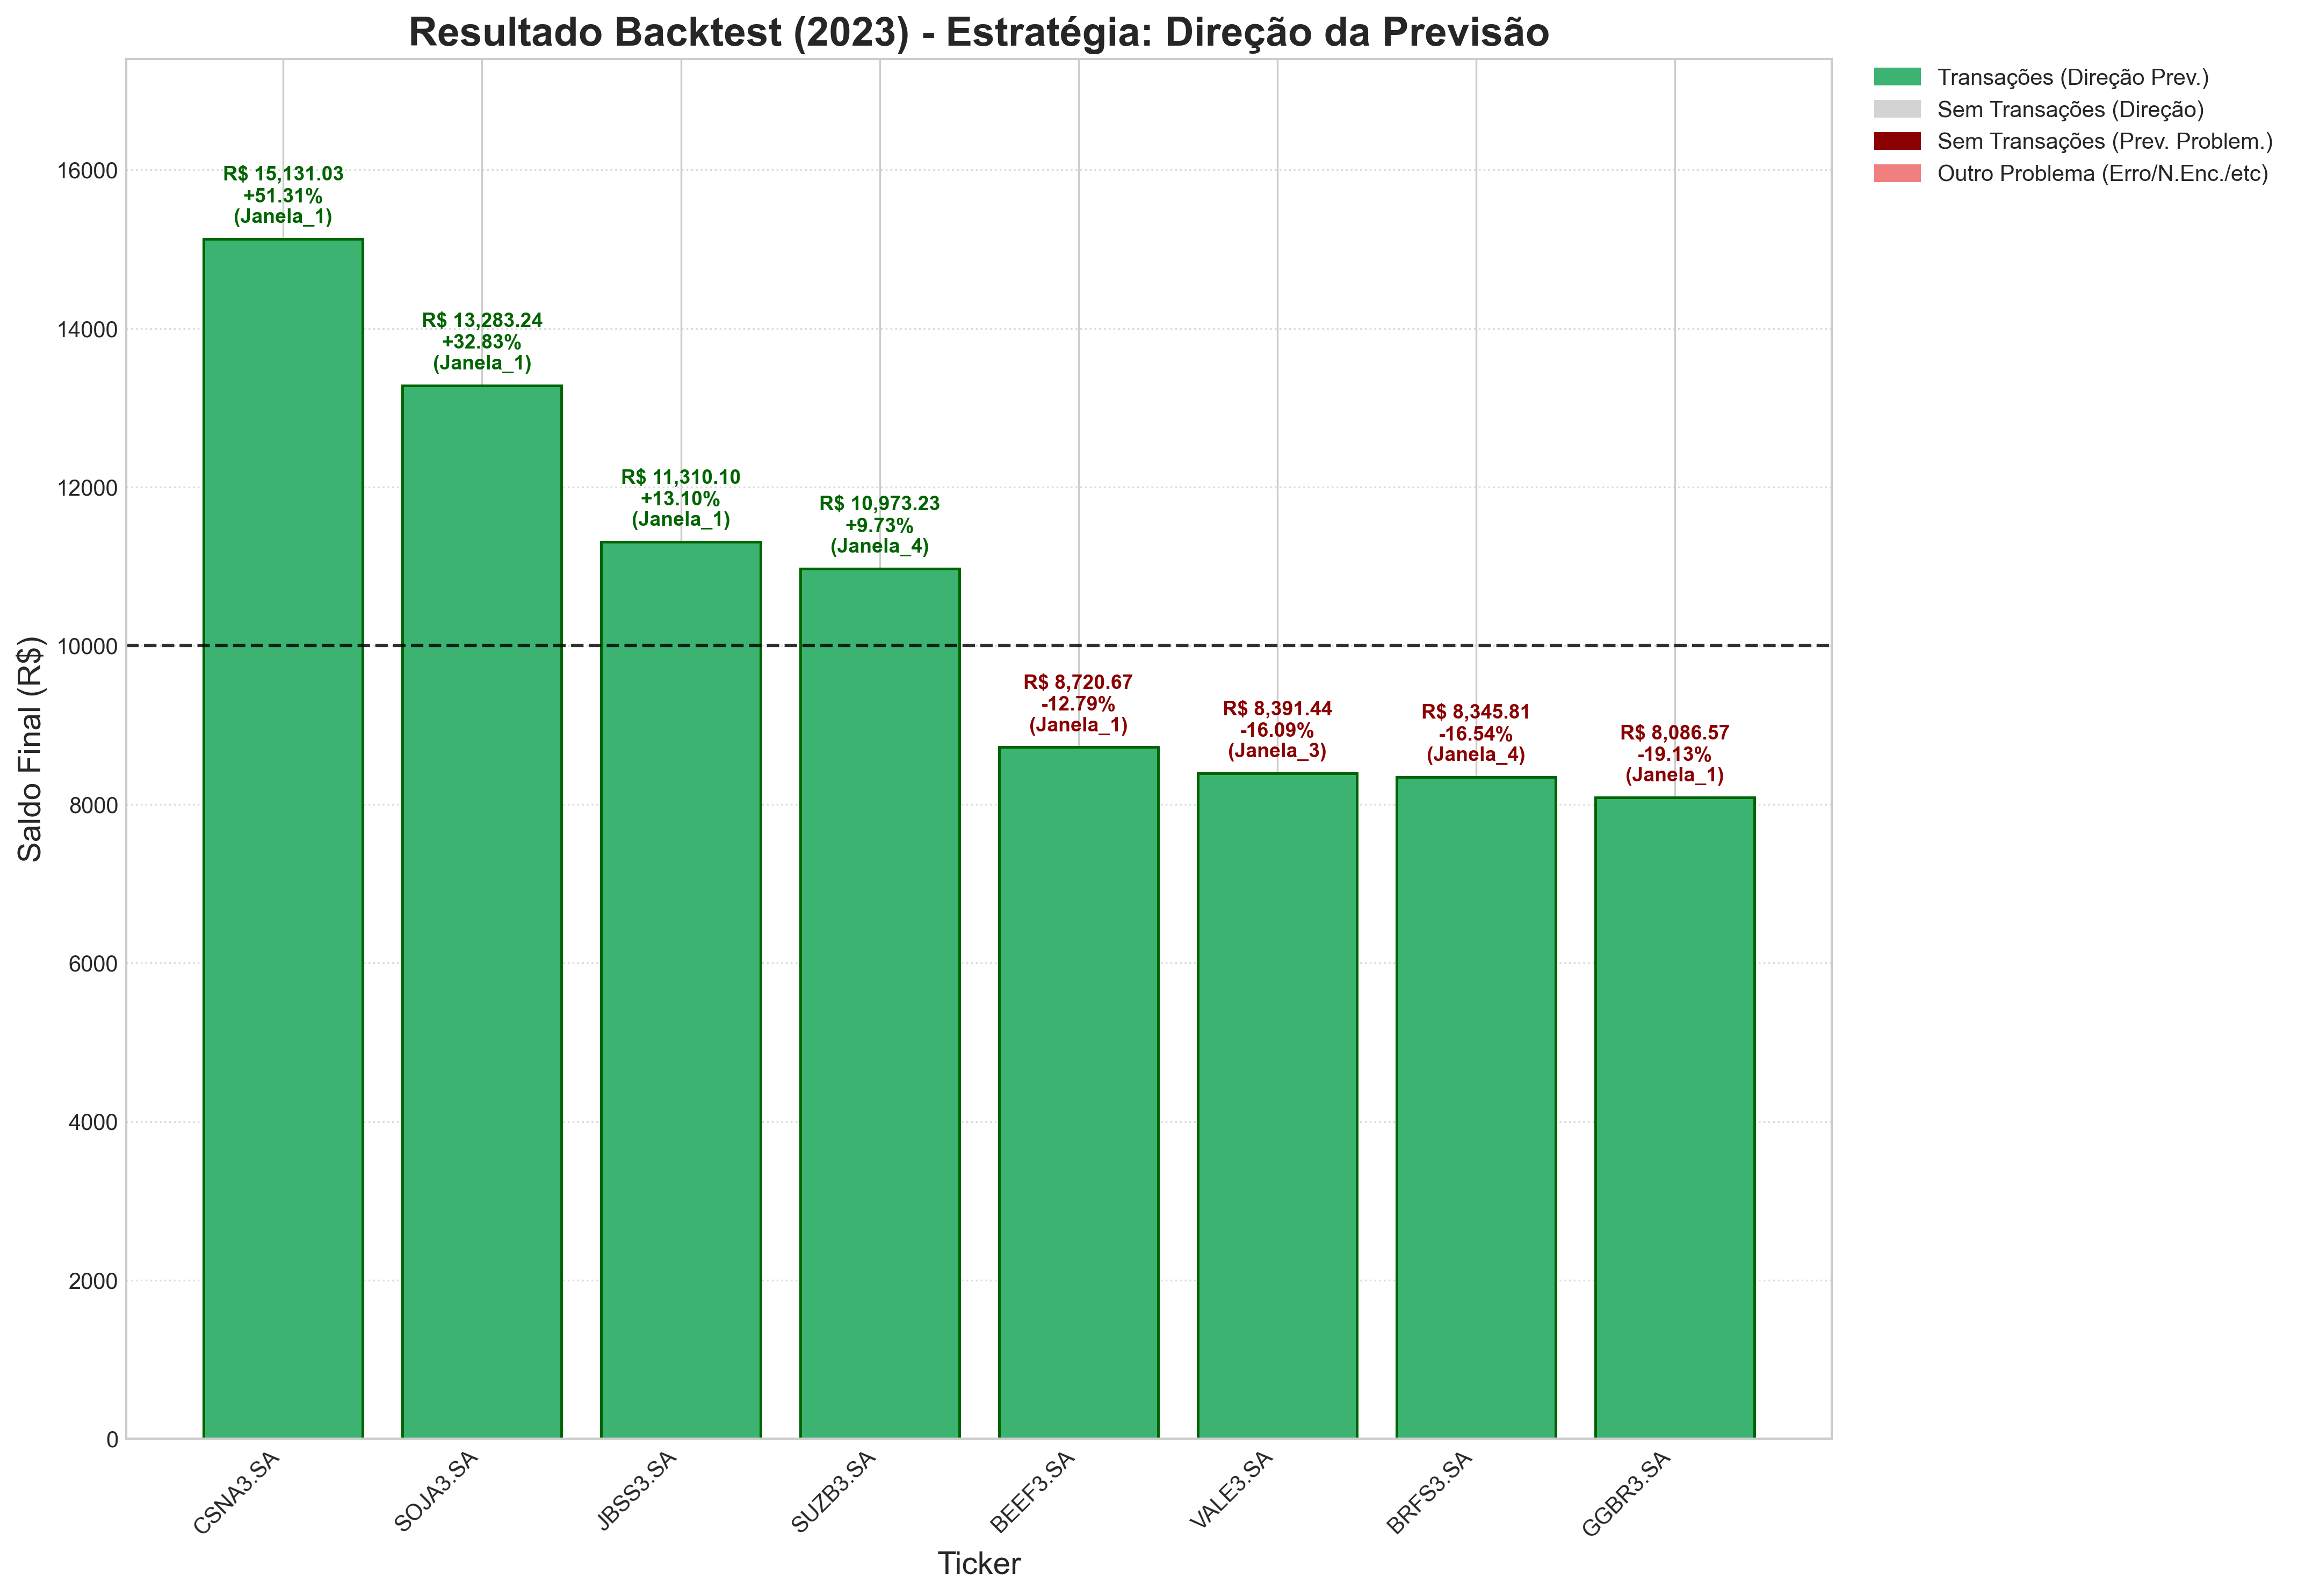 Resultado Backtest (2023) - Estratégia: Direção da Previsão
Transações (Direção Prev.)
Sem Transações (Direção)
Sem Transações (Prev. Problem.)
Outro Problema (Erro/N.Enc./etc)
Saldo Final (R$)
16000
14000
12000
10000
8000
6000
4000
2000
0
R$ 15,131.03
+51.31%
(Janela_1)
R$ 13,283.24
+32.83%
(Janela_1)
R$ 11,310.10
+13.10%
(Janela_1)
R$ 10,973.23
+9.73%
(Janela_4)
R$ 8,720.67
-12.79%
(Janela_1)
R$ 8,391.44
-16.09%
(Janela_3)
R$ 8,345.81
-16.54%
(Janela_4)
R$ 8,086.57
-19.13%
(Janela_1)
CSNA3.SA
SOJA3.SA
JBSS3.SA
SUZB3.SA
BEEF3.SA
VALE3.SA
BRFS3.SA
GGBR3.SA
Ticker